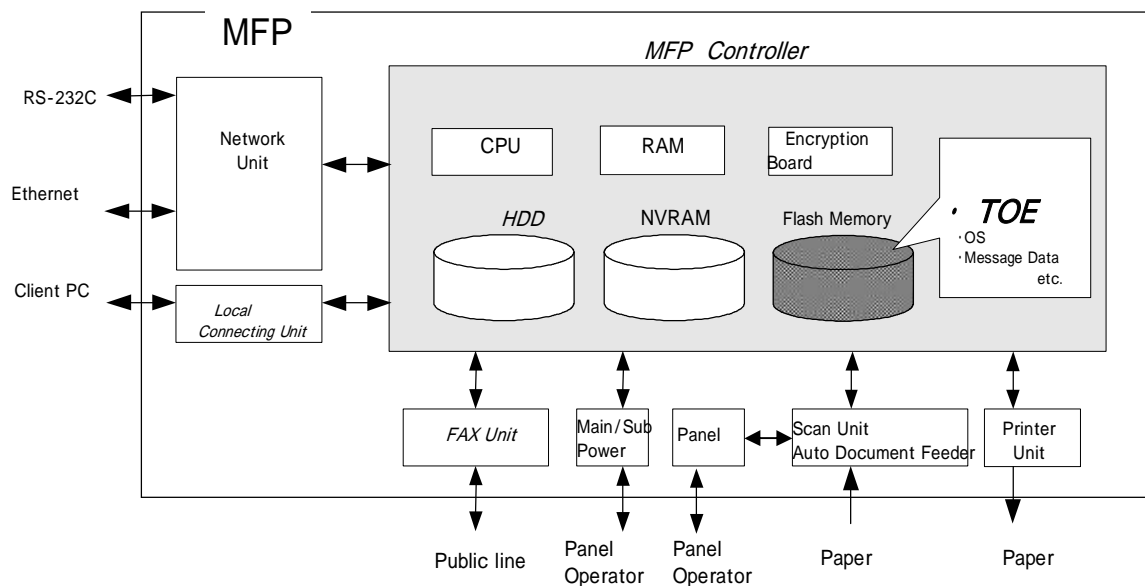 MFP
MFP Controller
RS-232C
Network
Unit
CPU
RAM
Encryption
Board
Ethernet
HDD
NVRAM
Flash Memory
・ TOE
・OS
・Message Data
etc.
Client PC
Local
Connecting Unit
FAX Unit
Main/Sub
Power
Panel
Scan Unit
Auto Document Feeder
Printer
Unit
Public line
Panel
Operator
Panel
Operator
Paper
Paper